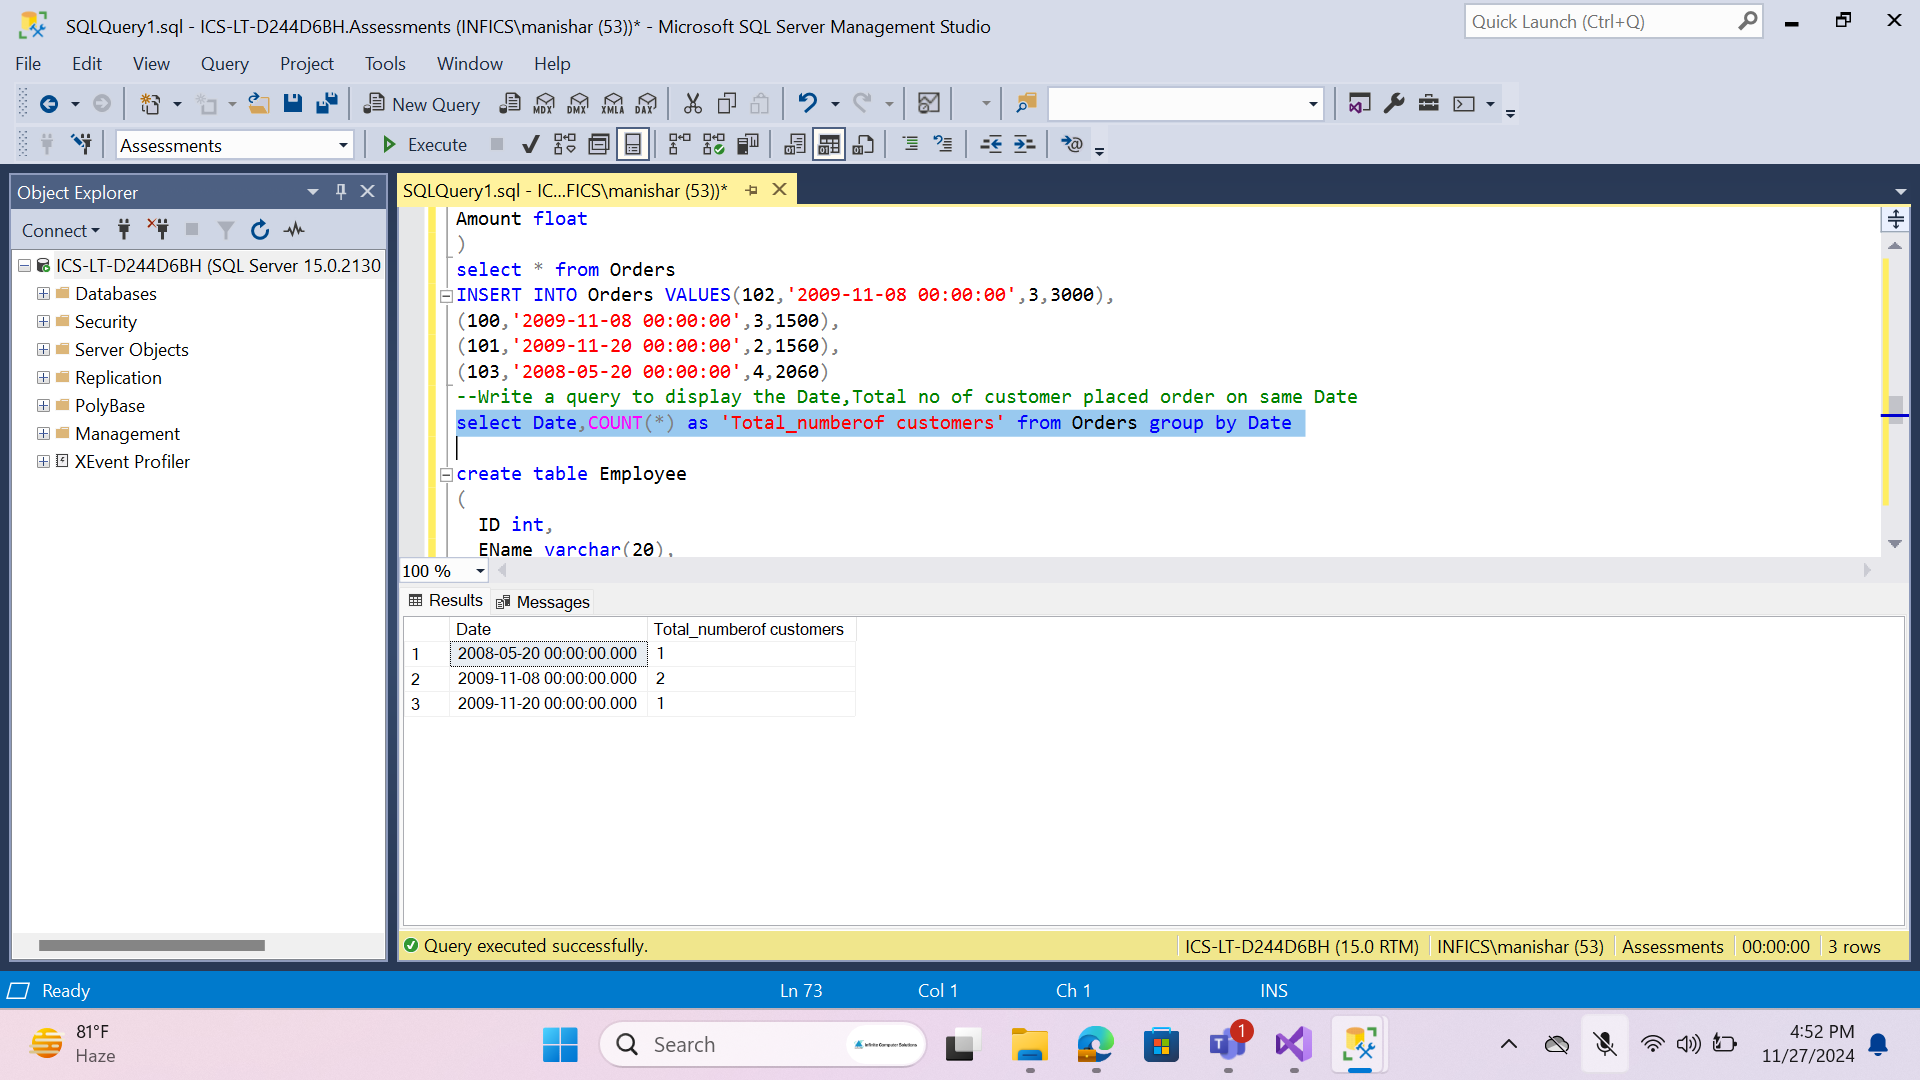 SQLQuery1.sql - ICS-LT-D244D6BH.Assessments (INFICS\manishar (53))* - Microsoft SQL Server Management Studio
Quick Launch (Ctrl+Q)
File Edit View Query Project Tools Window Help
New Query
MDX DMX XMLA DAX
Assessments
Execute
Object Explorer
Connect
ICS-LT-D244D6BH (SQL Server 15.0.2130
Databases
Security
Server Objects
Replication
PolyBase
Management
XEvent Profiler
SQLQuery1.sql - IC...FICS\manishar (53))*
Amount float
)
select * from Orders
INSERT INTO Orders VALUES(102,'2009-11-08 00:00:00',3,3000),
(100,'2009-11-08 00:00:00',3,1500),
(101,'2009-11-20 00:00:00',2,1560),
(103,'2008-05-20 00:00:00',4,2060)
--Write a query to display the Date,Total no of customer placed order on same Date
select Date,COUNT(*) as 'Total_numberof customers' from Orders group by Date
create table Employee
(
ID int,
EName varchar(20),
100 %
Results Messages
Date Total_numberof customers
1 2008-05-20 00:00:00.000 1
2 2009-11-08 00:00:00.000 2
3 2009-11-20 00:00:00.000 1
Query executed successfully.
ICS-LT-D244D6BH (15.0 RTM) INFICS\manishar (53) Assessments 00:00:00 3 rows
Ready Ln 73 Col 1 Ch 1 INS
81°F
Haze
Search
Infinite Computer Solutions
1
4:52 PM
11/27/2024